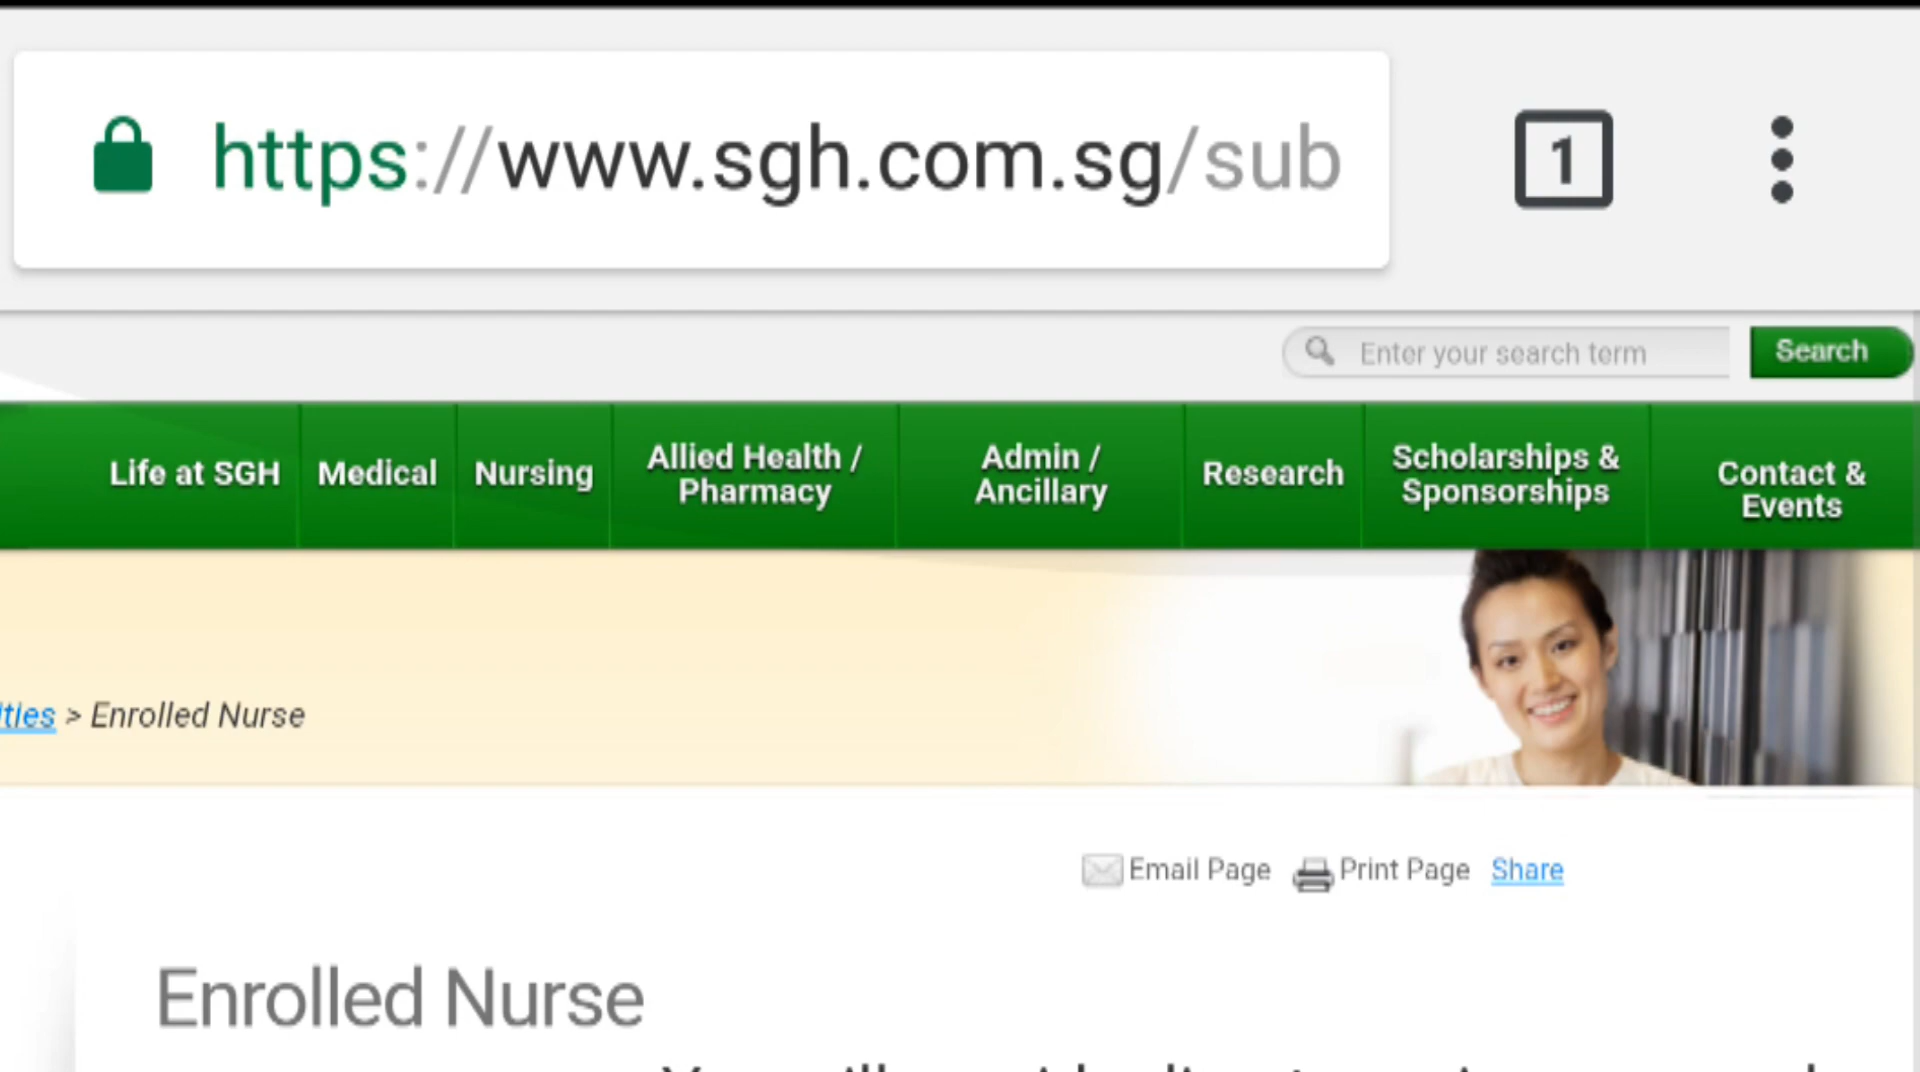 https://www.sgh.com.sg/sub
1
Enter your search term
Search
Life at SGH
Medical
Nursing
Allied Health /
Pharmacy
Admin /
Ancillary
Research
Scholarships &
Sponsorships
Contact &
Events
ties > Enrolled Nurse
Email Page
Print Page
Share
Enrolled Nurse